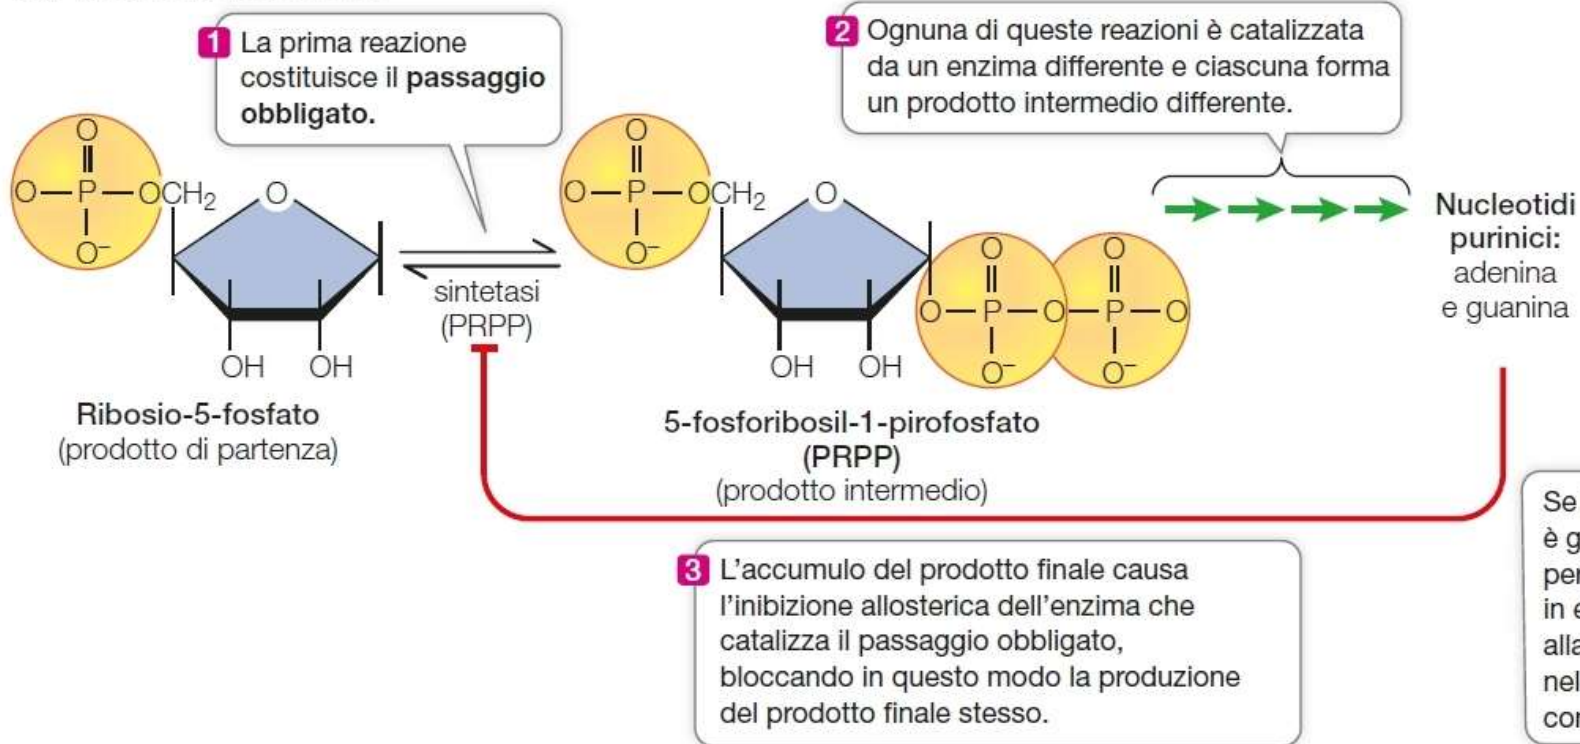 1 La prima reazione
costituisce il passaggio
obbligato.
2 Ognuna di queste reazioni è catalizzata
da un enzima differente e ciascuna forma
un prodotto intermedio differente.
O
O P OCH2 O
O–
OH OH
sintetasi
(PRPP)
O
O P OCH2 O
O–
OH OH
O O
O P O P O
O– O–
Nucleotidi
purinici:
adenina
e guanina
Ribosio-5-fosfato
(prodotto di partenza)
5-fosforibosil-1-pirofosfato
(PRPP)
(prodotto intermedio)
3 L'accumulo del prodotto finale causa
l'inibizione allosterica dell'enzima che
catalizza il passaggio obbligato,
bloccando in questo modo la produzione
del prodotto finale stesso.
Se
è g
per
in e
alla
nel